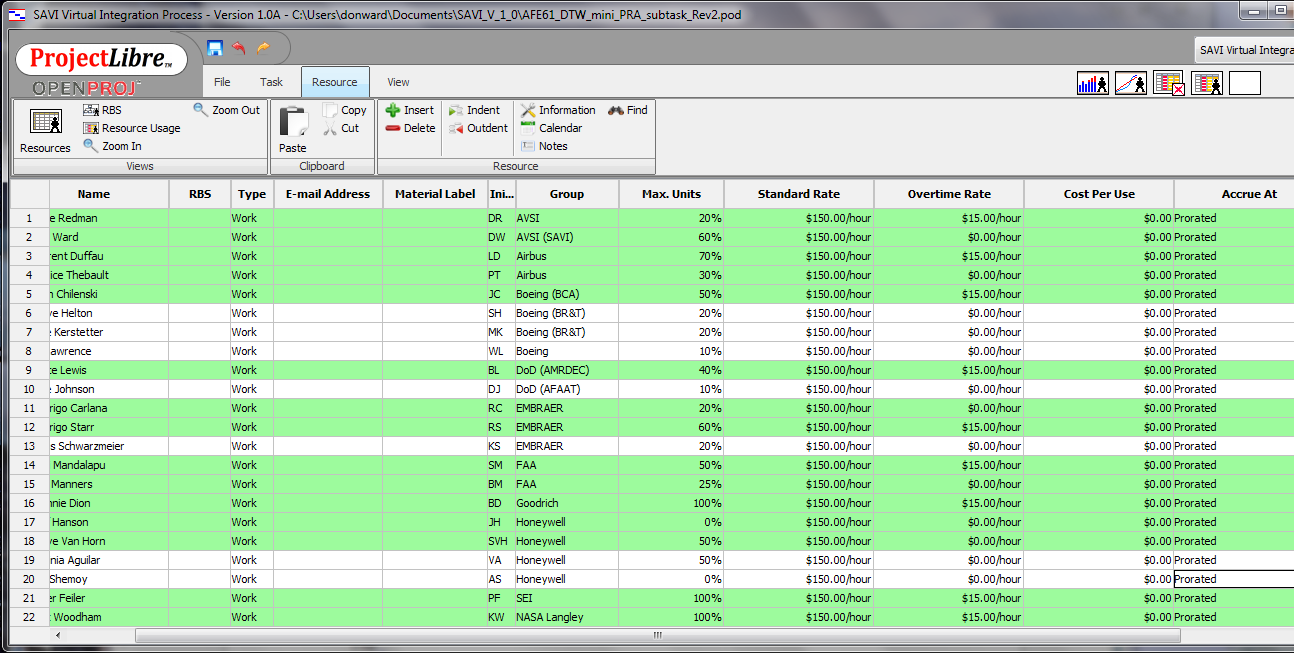 SAVI Virtual Integration Process - Version 1.0A - C:\Users\donward\Documents\SAVI_V_1_0\AFE61_DTW_mini_PRA_subtask_Rev2.pod
ProjectLibre™
OPENPROJ™
SAVI Virtual Integra
File Task Resource View
Resources
RBS
Resource Usage
Zoom In
Zoom Out
Views
Paste
Copy
Cut
Clipboard
Insert
Delete
Indent
Outdent
Information
Calendar
Notes
Find
Resource
Name RBS Type E-mail Address Material Label Ini... Group Max. Units Standard Rate Overtime Rate Cost Per Use Accrue At
1 e Redman Work DR AVSI 20% $150.00/hour $15.00/hour $0.00 Prorated
2 Ward Work DW AVSI (SAVI) 60% $150.00/hour $0.00/hour $0.00 Prorated
3 rent Duffau Work LD Airbus 70% $150.00/hour $15.00/hour $0.00 Prorated
4 ice Thebault Work PT Airbus 30% $150.00/hour $0.00/hour $0.00 Prorated
5 n Chilenski Work JC Boeing (BCA) 50% $150.00/hour $15.00/hour $0.00 Prorated
6 ve Helton Work SH Boeing (BR&T) 20% $150.00/hour $0.00/hour $0.00 Prorated
7 e Kerstetter Work MK Boeing (BR&T) 20% $150.00/hour $0.00/hour $0.00 Prorated
8 awrence Work WL Boeing 10% $150.00/hour $0.00/hour $0.00 Prorated
9 ce Lewis Work BL DoD (AMRDEC) 40% $150.00/hour $15.00/hour $0.00 Prorated
10 e Johnson Work DJ DoD (AFAAT) 10% $150.00/hour $0.00/hour $0.00 Prorated
11 rigo Carlana Work RC EMBRAER 20% $150.00/hour $15.00/hour $0.00 Prorated
12 rigo Starr Work RS EMBRAER 60% $150.00/hour $15.00/hour $0.00 Prorated
13 s Schwarzmeier Work KS EMBRAER 20% $150.00/hour $0.00/hour $0.00 Prorated
14 Mandalapu Work SM FAA 50% $150.00/hour $15.00/hour $0.00 Prorated
15 Manners Work BM FAA 25% $150.00/hour $0.00/hour $0.00 Prorated
16 nnie Dion Work BD Goodrich 100% $150.00/hour $15.00/hour $0.00 Prorated
17 Hanson Work JH Honeywell 0% $150.00/hour $0.00/hour $0.00 Prorated
18 ve Van Horn Work SVH Honeywell 50% $150.00/hour $0.00/hour $0.00 Prorated
19 nia Aguilar Work VA Honeywell 50% $150.00/hour $0.00/hour $0.00 Prorated
20 Shemoy Work AS Honeywell 0% $150.00/hour $0.00/hour $0.00 Prorated
21 er Feiler Work PF SEI 100% $150.00/hour $15.00/hour $0.00 Prorated
22 Woodham Work KW NASA Langley 100% $150.00/hour $15.00/hour $0.00 Prorated